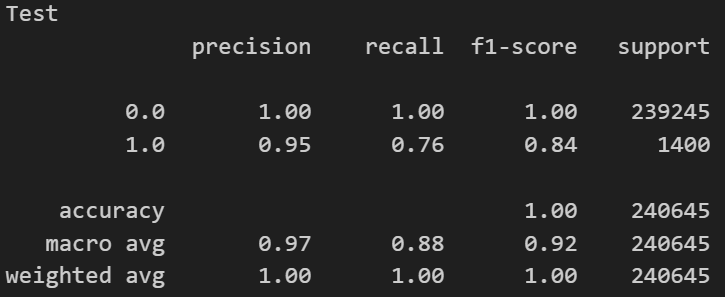 Test
precision recall f1-score support
0.0 1.00 1.00 1.00 239245
1.0 0.95 0.76 0.84 1400
accuracy 1.00 240645
macro avg 0.97 0.88 0.92 240645
weighted avg 1.00 1.00 1.00 240645